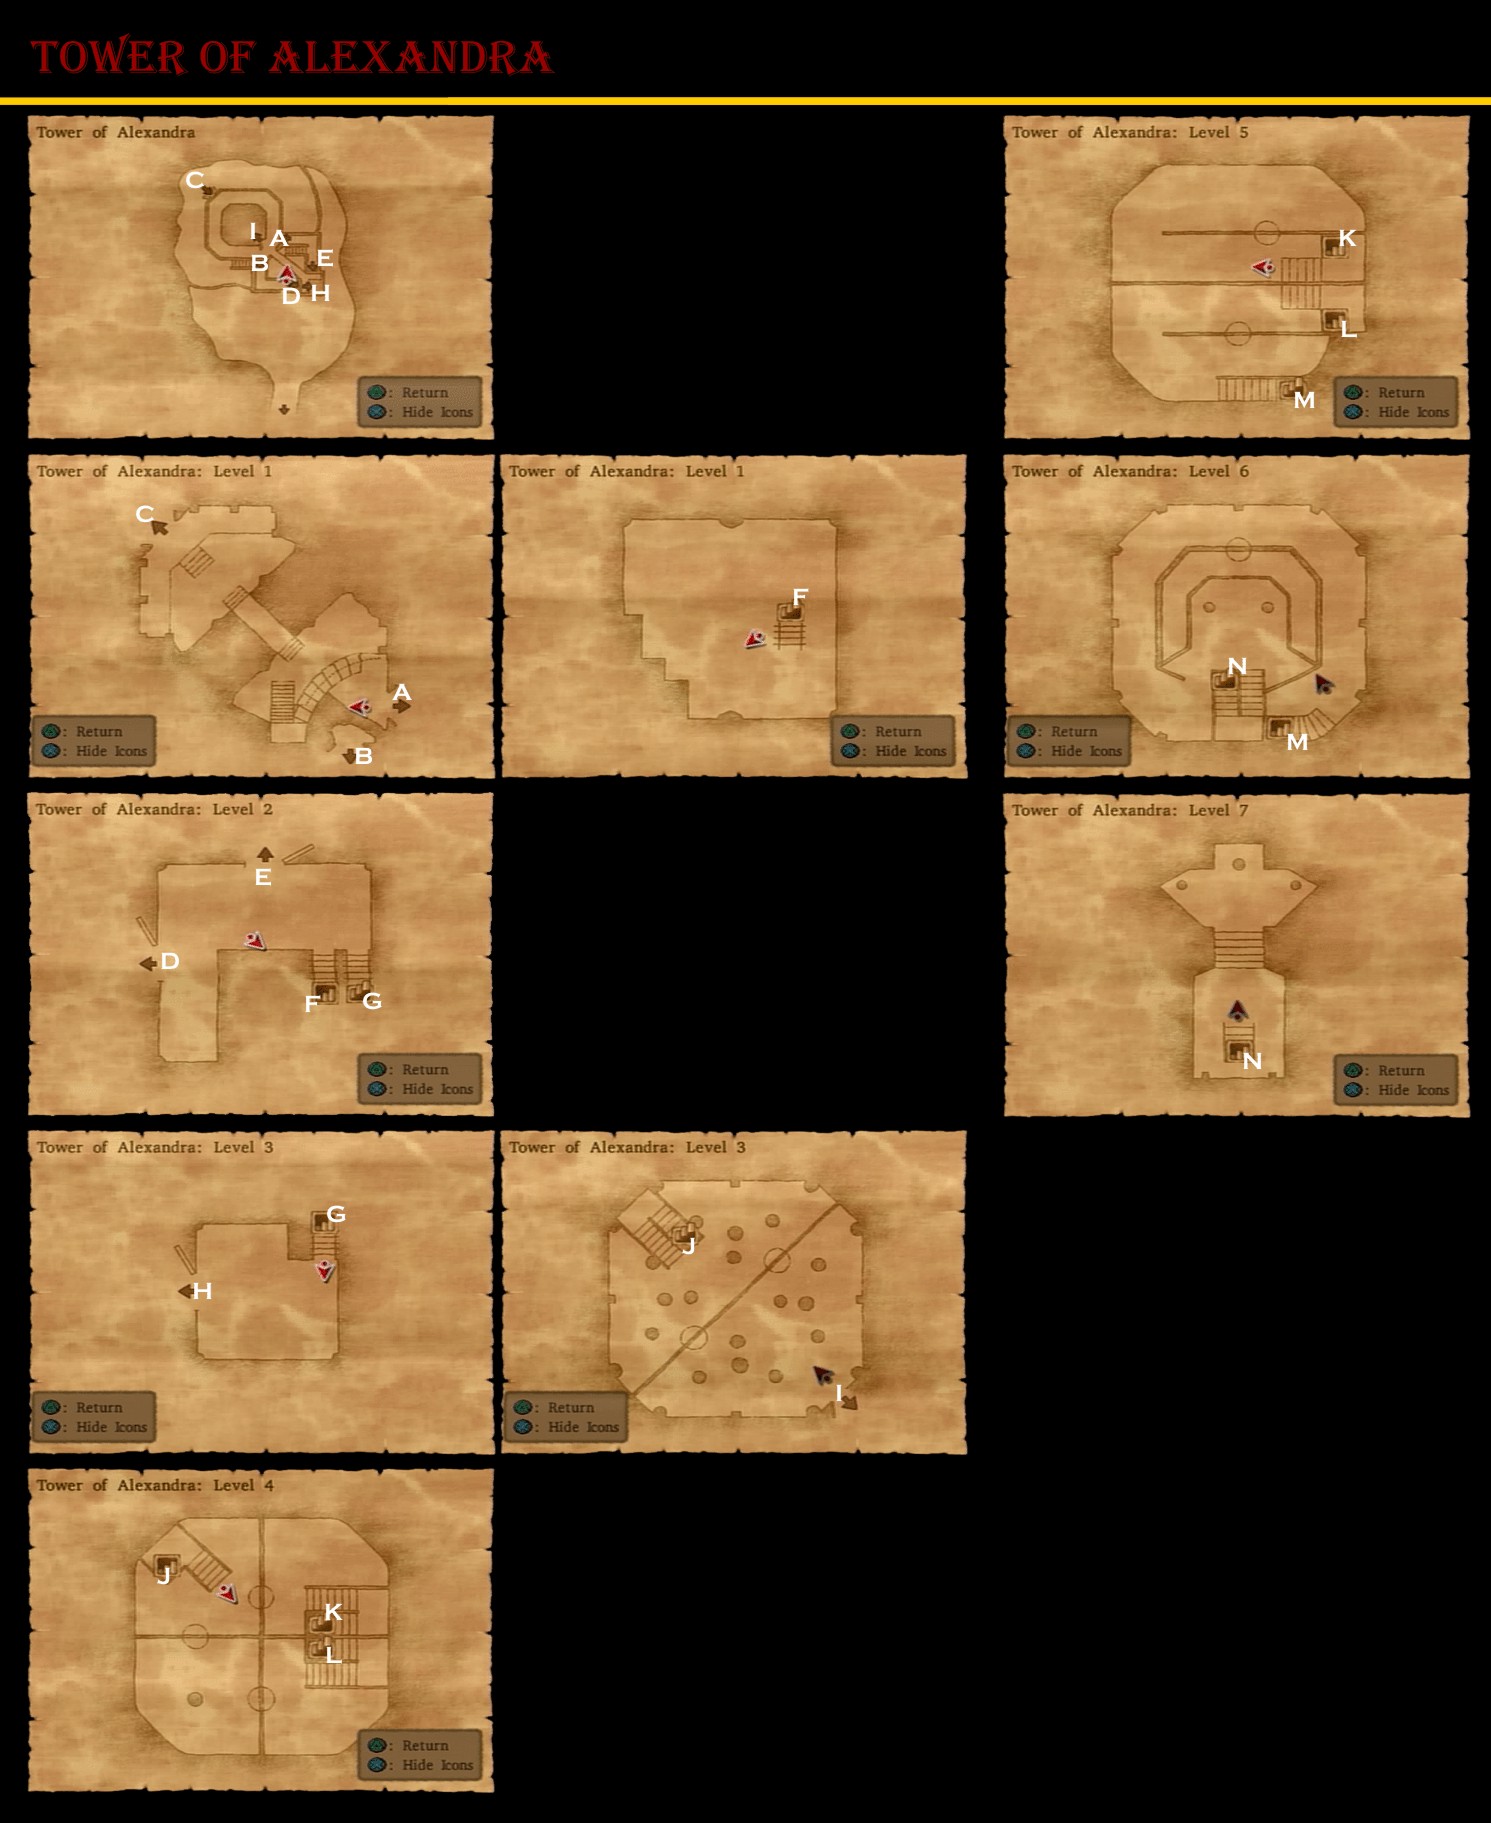 TOWER OF ALEXANDRA
Tower of Alexandra
C
I
A
B
E
D
H
: Return
: Hide Icons
Tower of Alexandra: Level 5
K
L
M
: Return
: Hide Icons
Tower of Alexandra: Level 1
C
A
B
: Return
: Hide Icons
Tower of Alexandra: Level 1
F
: Return
: Hide Icons
Tower of Alexandra: Level 6
N
M
: Return
: Hide Icons
Tower of Alexandra: Level 2
E
D
F
G
: Return
: Hide Icons
Tower of Alexandra: Level 7
N
: Return
: Hide Icons
Tower of Alexandra: Level 3
G
H
: Return
: Hide Icons
Tower of Alexandra: Level 3
J
I
: Return
: Hide Icons
Tower of Alexandra: Level 4
J
K
L
: Return
: Hide Icons